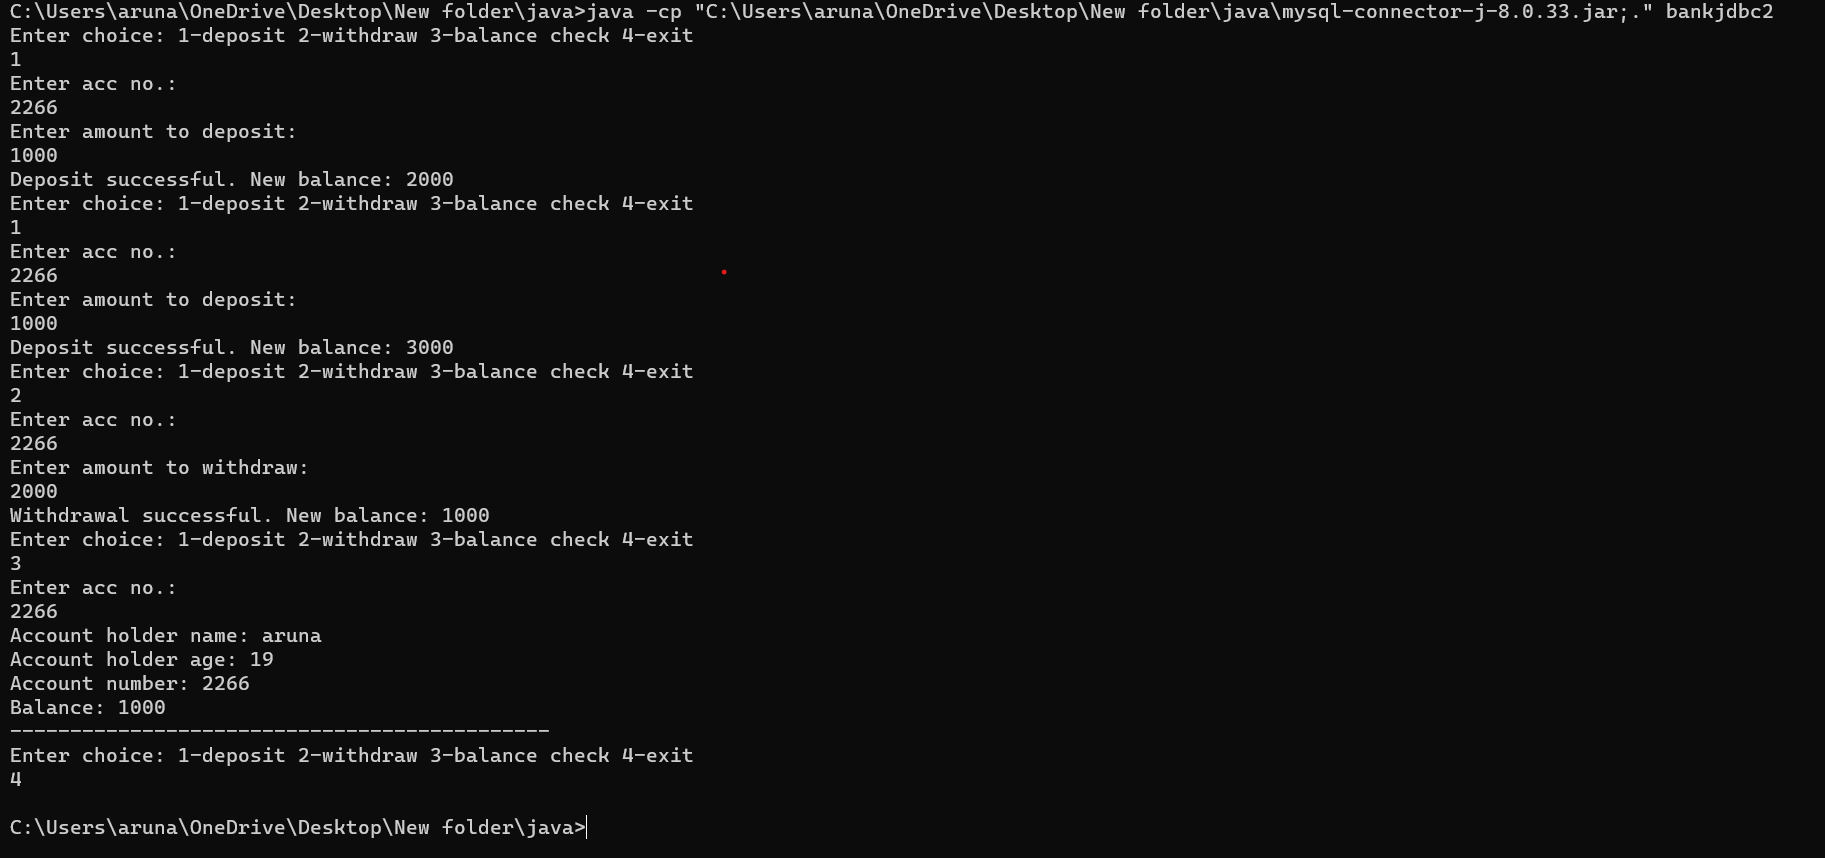 C:\Users\aruna\OneDrive\Desktop\New folder\java>java -cp "C:\Users\aruna\OneDrive\Desktop\New folder\java\mysql-connector-j-8.0.33.jar;." bankjdbc2
Enter choice: 1-deposit 2-withdraw 3-balance check 4-exit
1
Enter acc no.:
2266
Enter amount to deposit:
1000
Deposit successful. New balance: 2000
Enter choice: 1-deposit 2-withdraw 3-balance check 4-exit
1
Enter acc no.:
2266
Enter amount to deposit:
1000
Deposit successful. New balance: 3000
Enter choice: 1-deposit 2-withdraw 3-balance check 4-exit
2
Enter acc no.:
2266
Enter amount to withdraw:
2000
Withdrawal successful. New balance: 1000
Enter choice: 1-deposit 2-withdraw 3-balance check 4-exit
3
Enter acc no.:
2266
Account holder name: aruna
Account holder age: 19
Account number: 2266
Balance: 1000
---------------------------------------------
Enter choice: 1-deposit 2-withdraw 3-balance check 4-exit
4
C:\Users\aruna\OneDrive\Desktop\New folder\java>